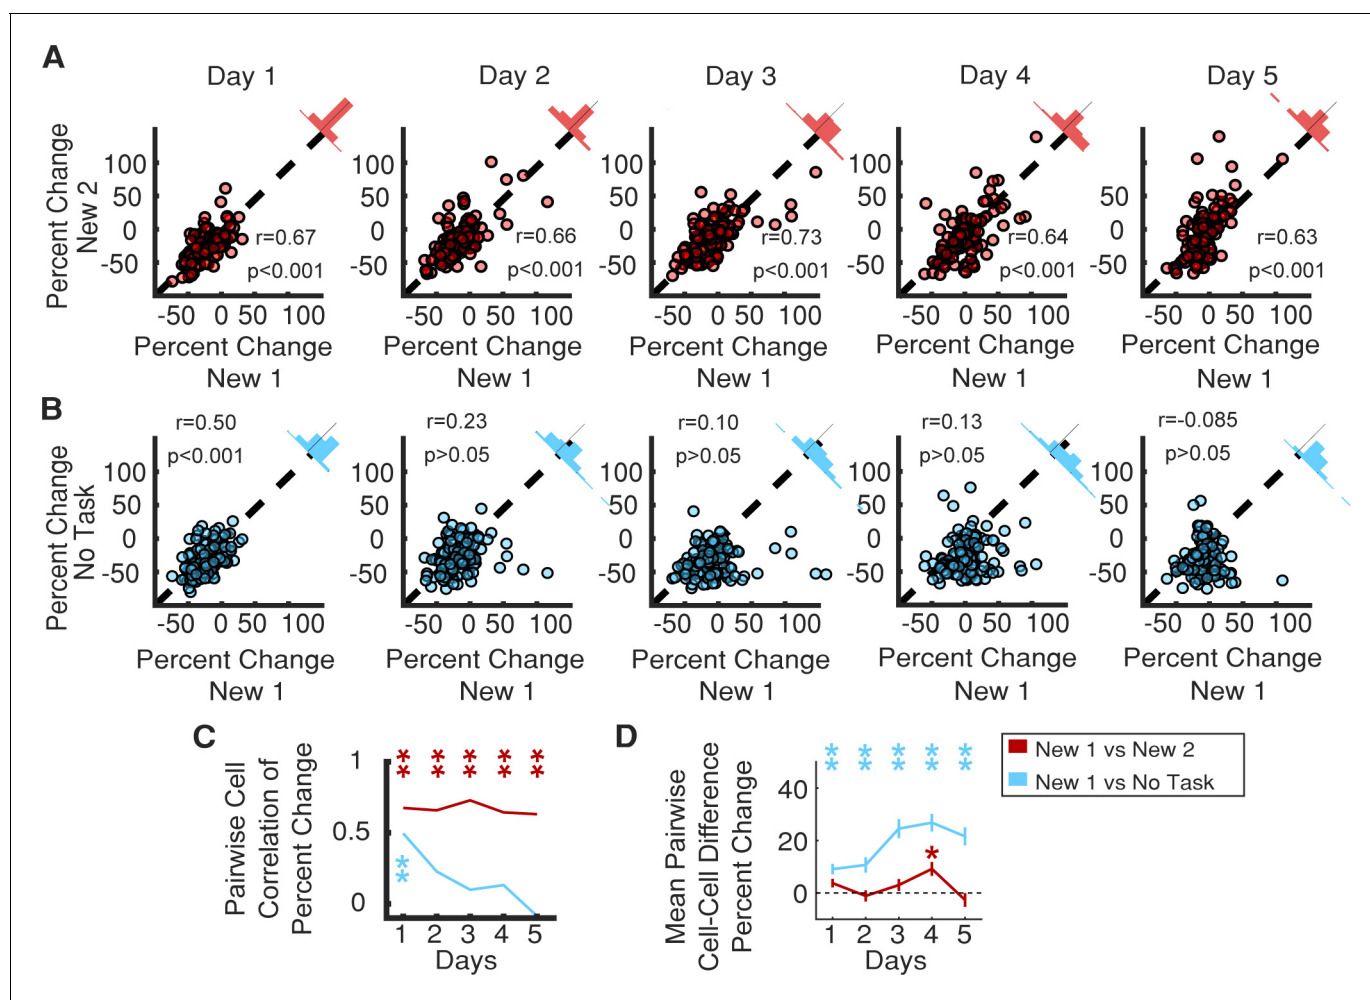 A
Day 1
Day 2
Day 3
Day 4
Day 5
Percent Change
New 2
100
50
0
-50
r=0.67
p<0.001
-50 0 50 100
Percent Change
New 1
100
50
0
-50
r=0.66
p<0.001
-50 0 50 100
Percent Change
New 1
100
50
0
-50
r=0.73
p<0.001
-50 0 50 100
Percent Change
New 1
100
50
0
-50
r=0.64
p<0.001
-50 0 50 100
Percent Change
New 1
100
50
0
-50
r=0.63
p<0.001
-50 0 50 100
Percent Change
New 1
B
Percent Change
No Task
r=0.50
p<0.001
100
50
0
-50
-50 0 50 100
Percent Change
New 1
r=0.23
p>0.05
100
50
0
-50
-50 0 50 100
Percent Change
New 1
r=0.10
p>0.05
100
50
0
-50
-50 0 50 100
Percent Change
New 1
r=0.13
p>0.05
100
50
0
-50
-50 0 50 100
Percent Change
New 1
r=-0.085
p>0.05
100
50
0
-50
-50 0 50 100
Percent Change
New 1
C
Pairwise Cell
Correlation of
Percent Change
1
0.5
0
** ** ** ** **
**
1 2 3 4 5
Days
D
Mean Pairwise
Cell-Cell Difference
Percent Change
40
20
0
** ** ** ** **
*
1 2 3 4 5
Days
New 1 vs New 2
New 1 vs No Task